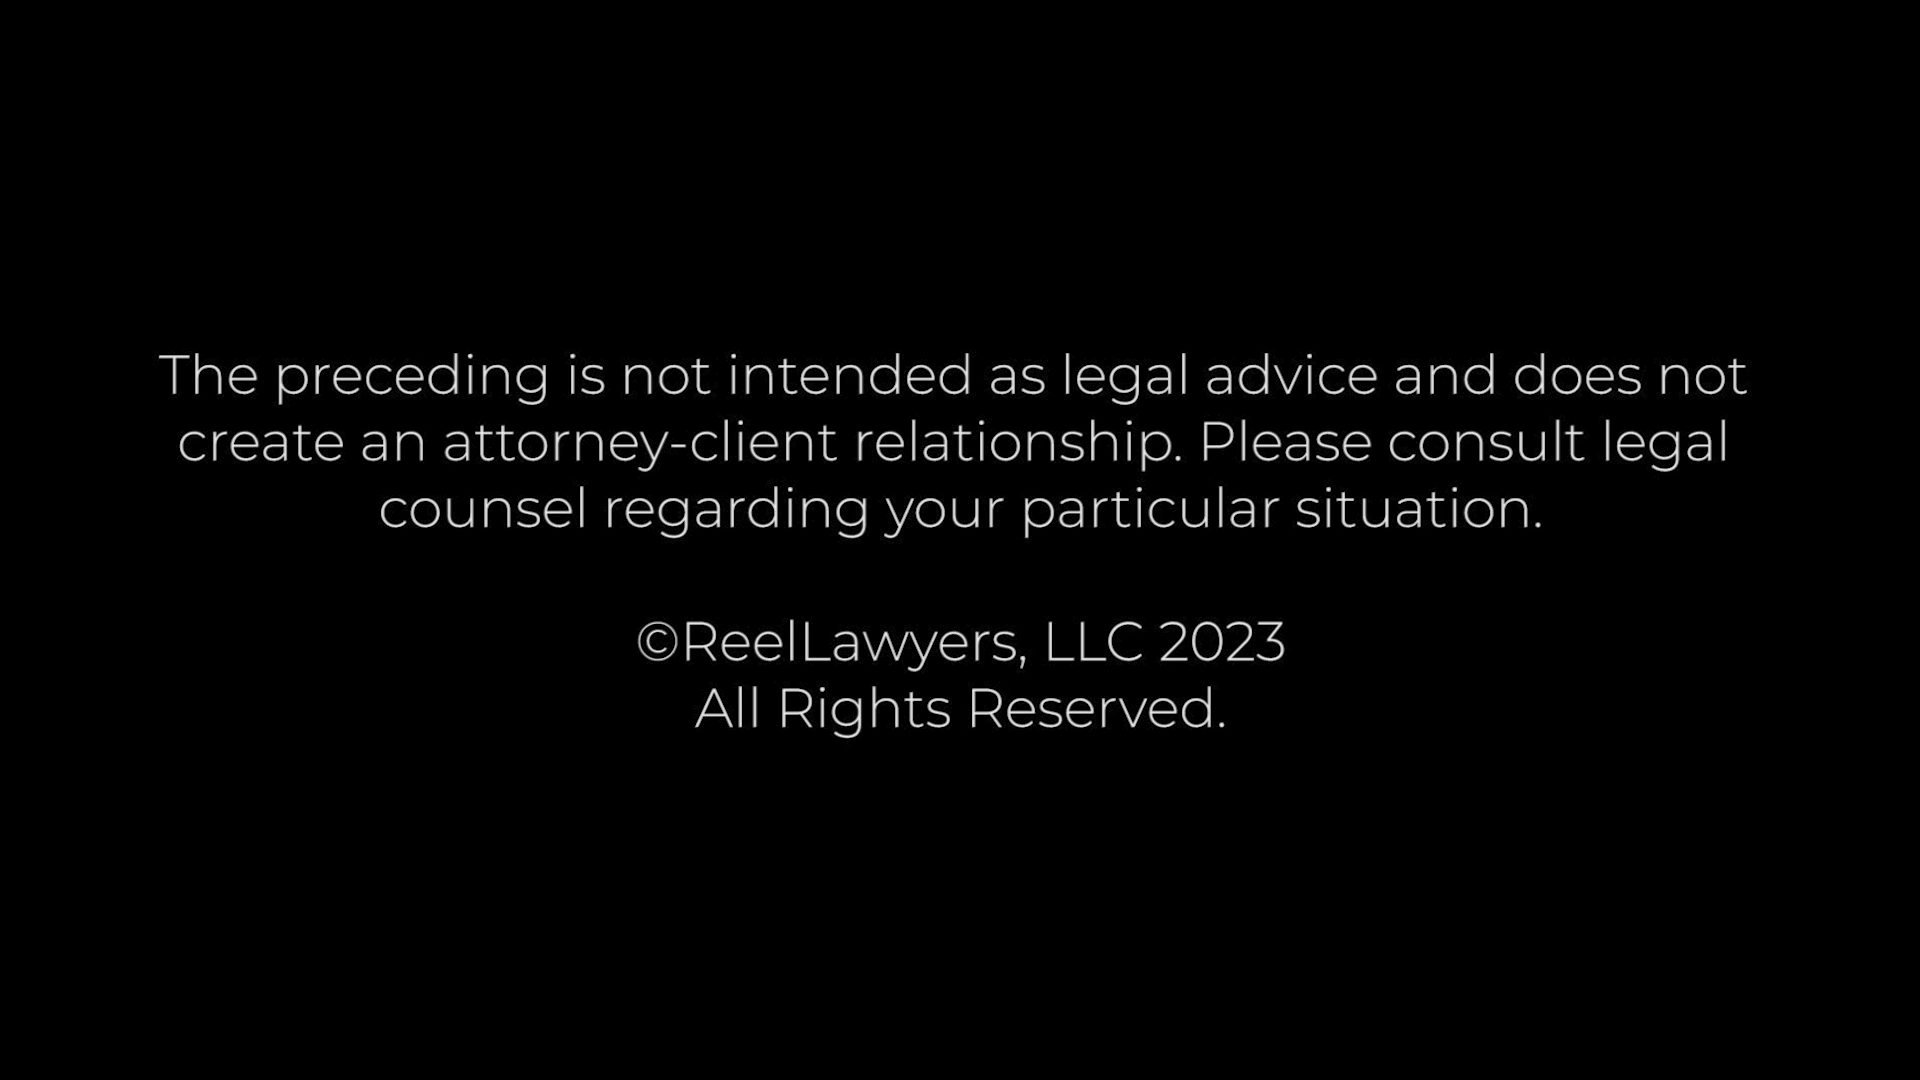 The preceding is not intended as legal advice and does not
create an attorney-client relationship. Please consult legal
counsel regarding your particular situation.
©ReelLawyers, LLC 2023
All Rights Reserved.